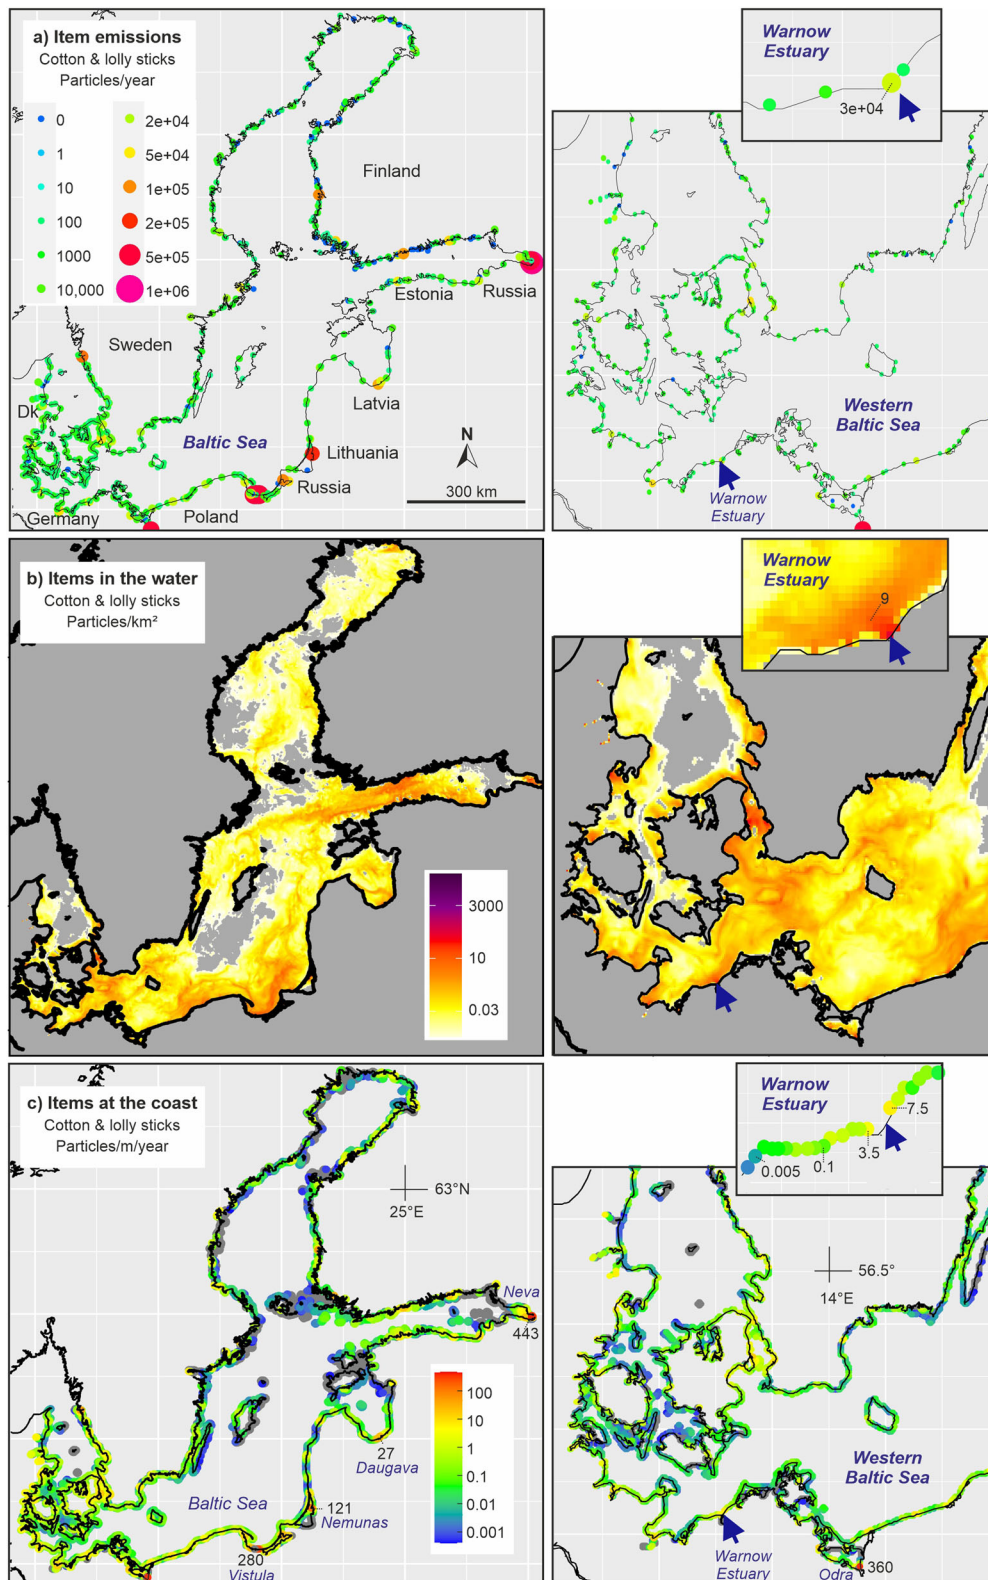 a) Item emissions
Cotton & lolly sticks
Particles/year
0
1
10
100
1000
10,000
2e+04
5e+04
1e+05
2e+05
5e+05
1e+06
Finland
Estonia
Russia
Sweden
Latvia
Dk
Baltic Sea
Lithuania
Russia
N
300 km
Germany
Poland
Warnow
Estuary
3e+04
Western
Baltic Sea
Warnow
Estuary
b) Items in the water
Cotton & lolly sticks
Particles/km²
3000
10
0.03
Warnow
Estuary
9
c) Items at the coast
Cotton & lolly sticks
Particles/m/year
63°N
25°E
Neva
443
100
10
1
0.1
0.01
0.001
27
Daugava
Baltic Sea
121
Nemunas
280
Vistula
Warnow
Estuary
7.5
3.5
0.1
0.005
56.5°
14°E
Western
Baltic Sea
Warnow
Estuary
Odra
360